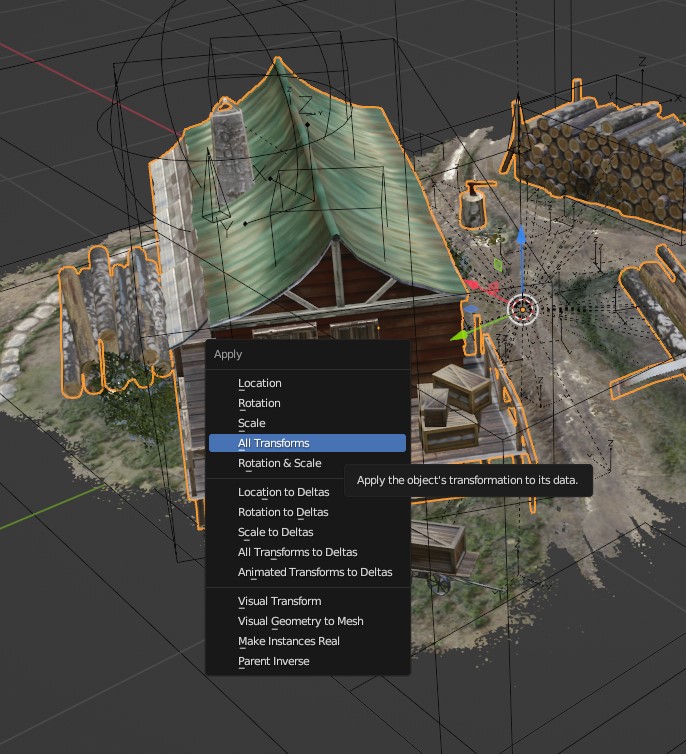 Z
Z
Y
X
Z
Y
Y
Apply
Location
Rotation
Scale
All Transforms
Rotation & Scale
Apply the object's transformation to its data.
Location to Deltas
Rotation to Deltas
Scale to Deltas
All Transforms to Deltas
Animated Transforms to Deltas
Visual Transform
Visual Geometry to Mesh
Make Instances Real
Parent Inverse